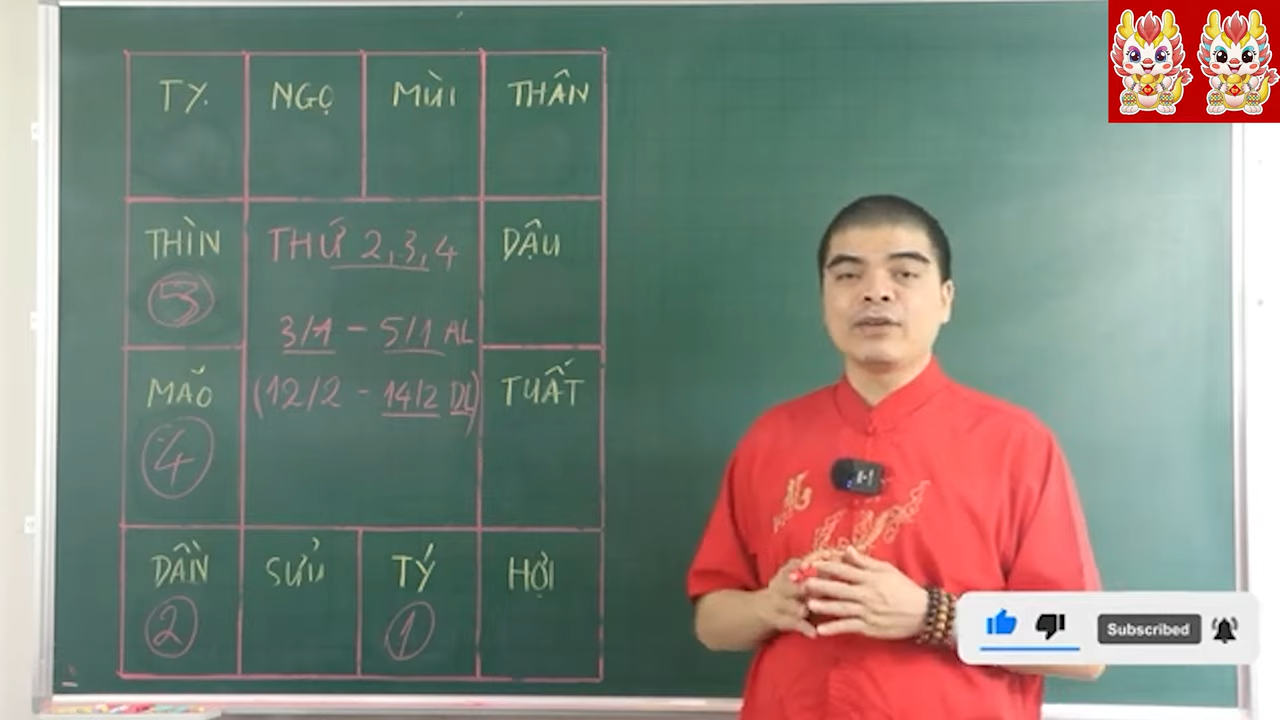 TỴ NGỌ MÙI THÂN
THÌN THỨ 2,3,4 DẬU
3
3/1 - 5/1 AL
MÃO (12/2 - 14/2 DL) TUẤT
4
DẦN SỬU TÝ HỢI
2 1
Subscribed